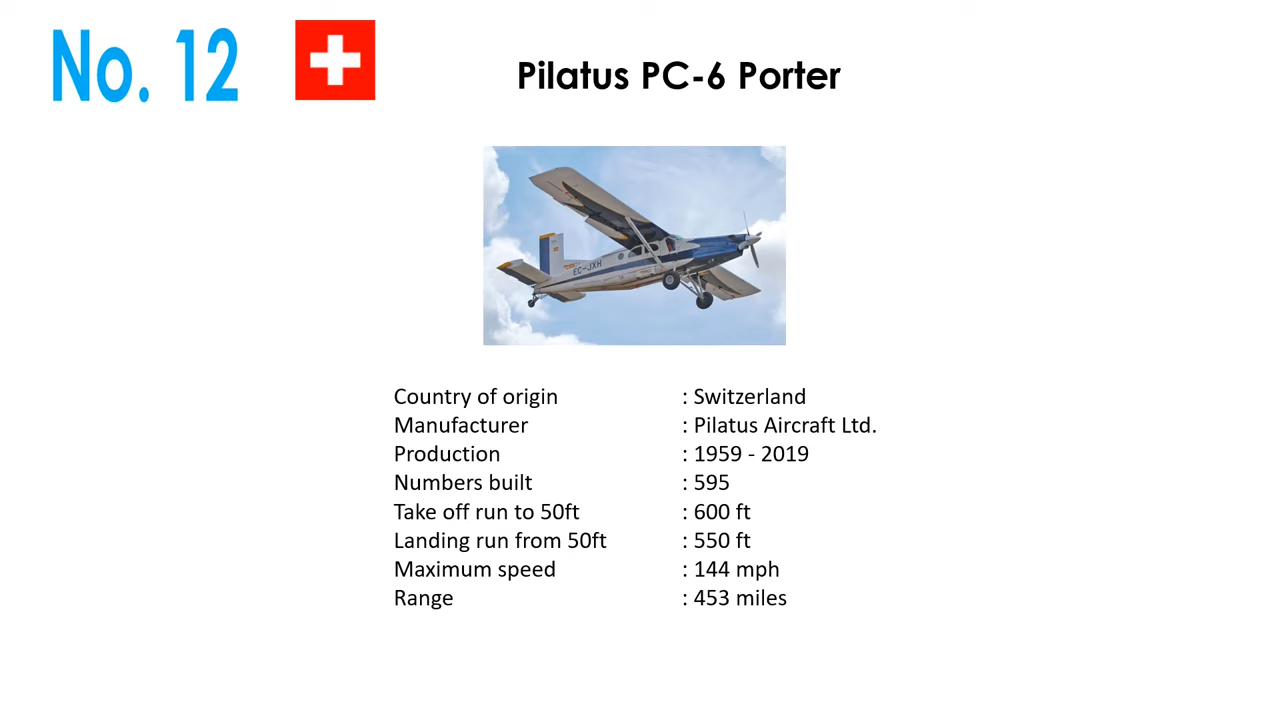 No. 12
Pilatus PC-6 Porter
EC-JXH
Country of origin : Switzerland
Manufacturer : Pilatus Aircraft Ltd.
Production : 1959 - 2019
Numbers built : 595
Take off run to 50ft : 600 ft
Landing run from 50ft : 550 ft
Maximum speed : 144 mph
Range : 453 miles